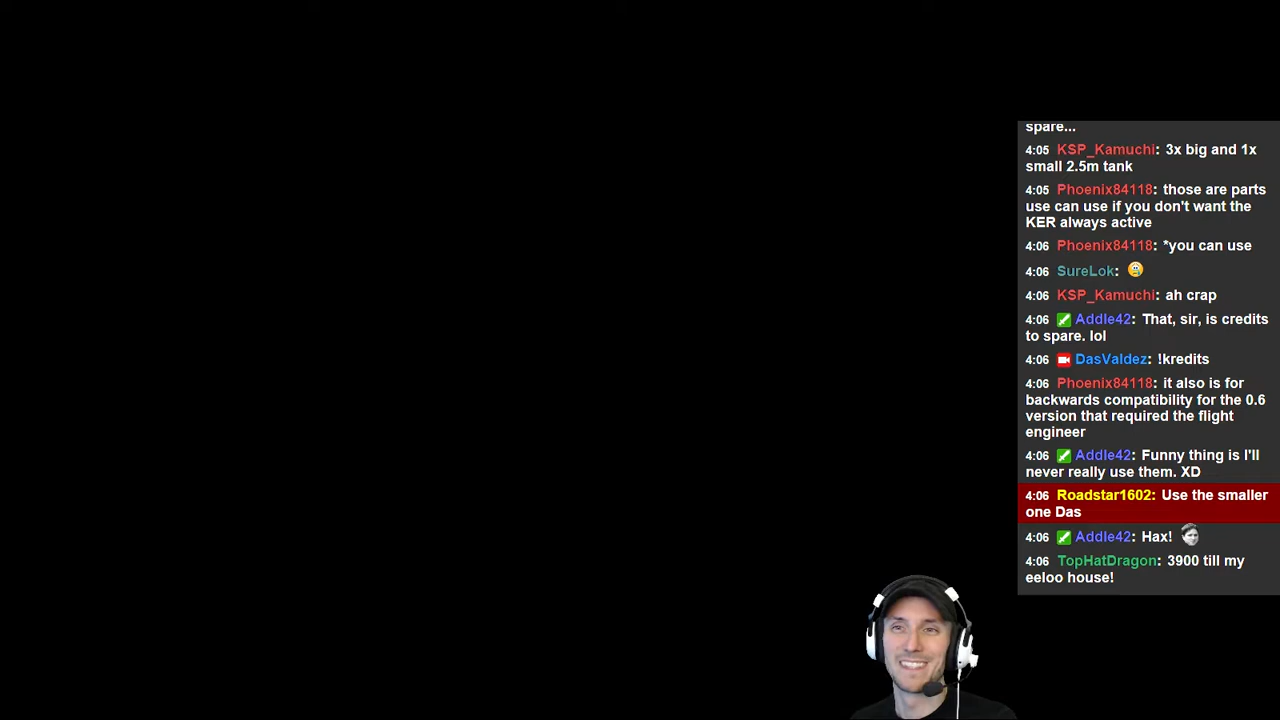 spare...
4:05 KSP_Kamuchi: 3x big and 1x
small 2.5m tank
4:05 Phoenix84118: those are parts
use can use if you don't want the
KER always active
4:06 Phoenix84118: *you can use
4:06 SureLok:
4:06 KSP_Kamuchi: ah crap
4:06 Addle42: That, sir, is credits
to spare. lol
4:06 DasValdez: !kredits
4:06 Phoenix84118: it also is for
backwards compatibility for the 0.6
version that required the flight
engineer
4:06 Addle42: Funny thing is I'll
never really use them. XD
4:06 Roadstar1602: Use the smaller
one Das
4:06 Addle42: Hax!
4:06 TopHatDragon: 3900 till my
eeloo house!